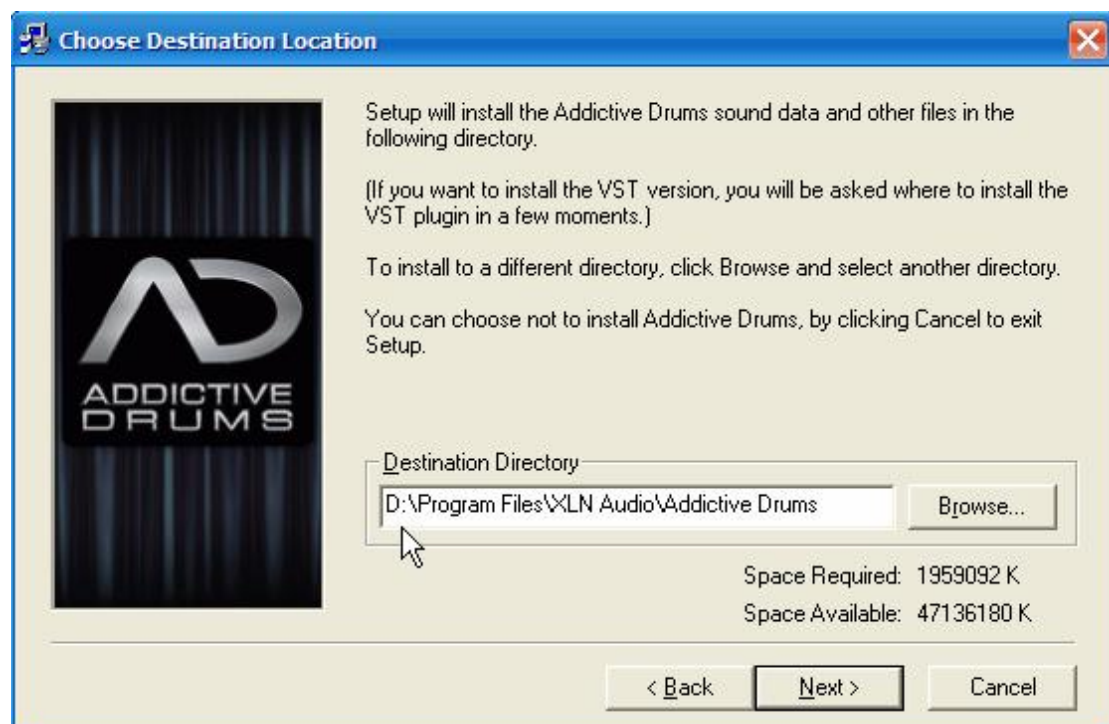 Choose Destination Location
Setup will install the Addictive Drums sound data and other files in the
following directory.
(If you want to install the VST version, you will be asked where to install the
VST plugin in a few moments.)
To install to a different directory, click Browse and select another directory.
You can choose not to install Addictive Drums, by clicking Cancel to exit
Setup.
ADDICTIVE
DRUMS
Destination Directory
D:\Program Files\XLN Audio\Addictive Drums
Browse...
Space Required: 1959092 K
Space Available: 47136180 K
< Back
Next >
Cancel